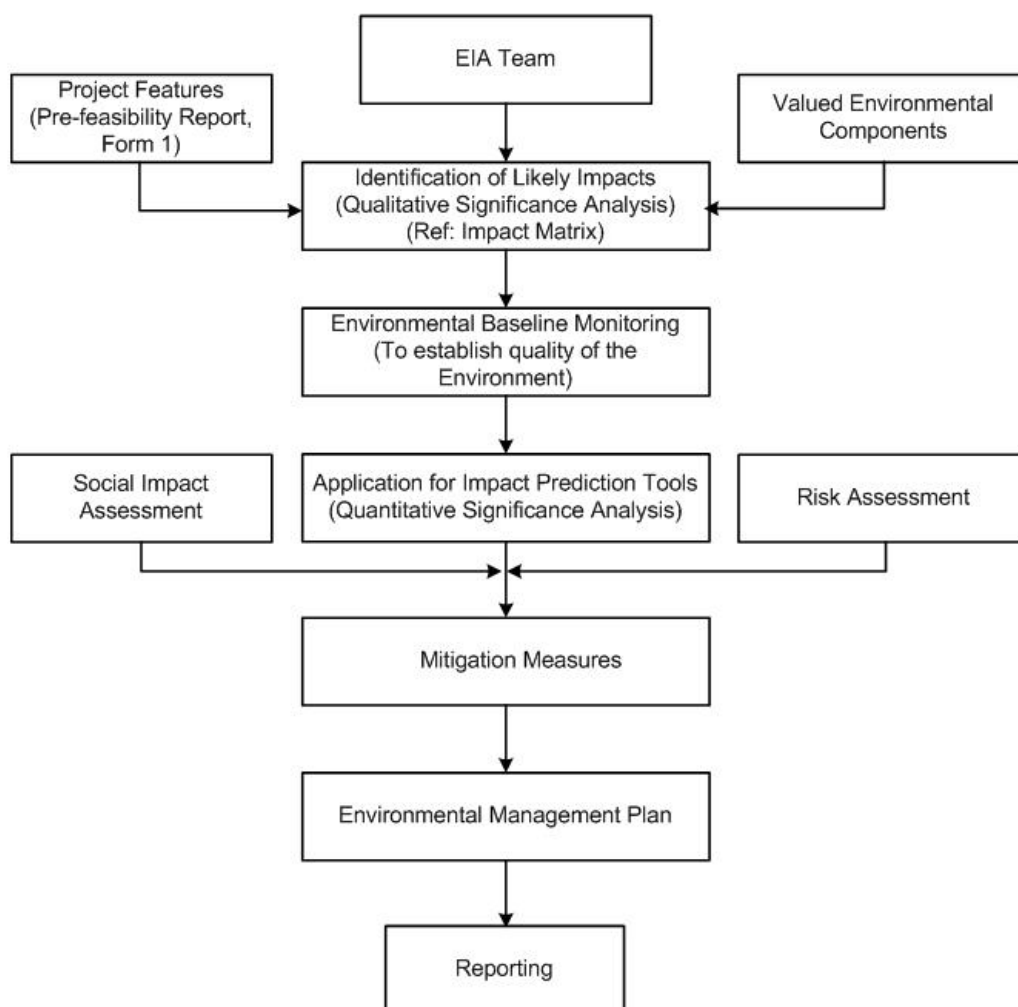 EIA Team
Project Features
(Pre-feasibility Report,
Form 1)
Valued Environmental
Components
Identification of Likely Impacts
(Qualitative Significance Analysis)
(Ref: Impact Matrix)
Environmental Baseline Monitoring
(To establish quality of the
Environment)
Social Impact
Assessment
Application for Impact Prediction Tools
(Quantitative Significance Analysis)
Risk Assessment
Mitigation Measures
Environmental Management Plan
Reporting